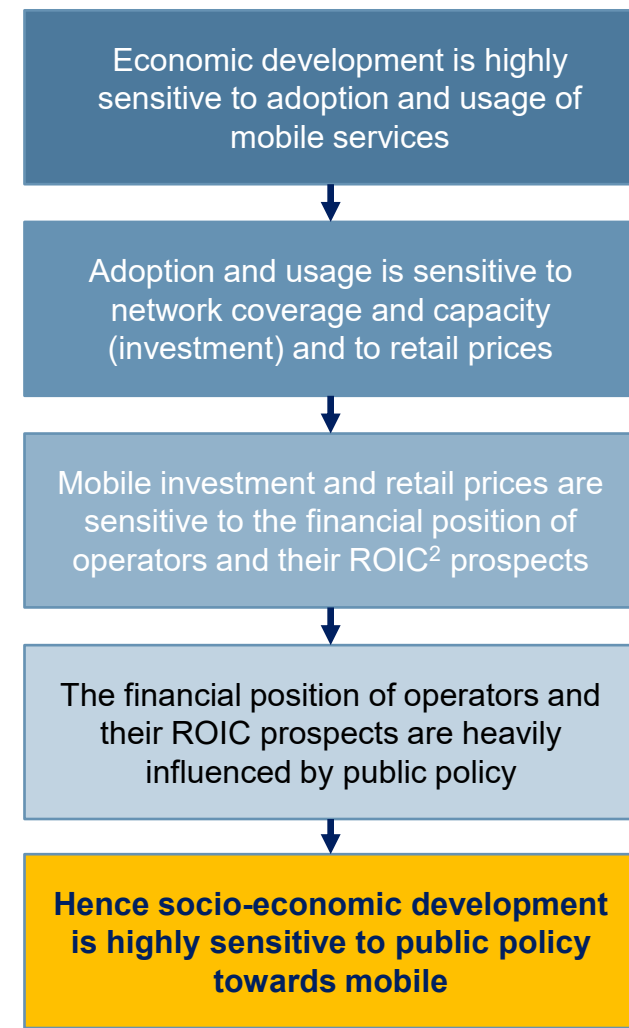 Economic development is highly
sensitive to adoption and usage of
mobile services
Adoption and usage is sensitive to
network coverage and capacity
(investment) and to retail prices
Mobile investment and retail prices are
sensitive to the financial position of
operators and their ROIC² prospects
The financial position of operators and
their ROIC prospects are heavily
influenced by public policy
Hence socio-economic development
is highly sensitive to public policy
towards mobile